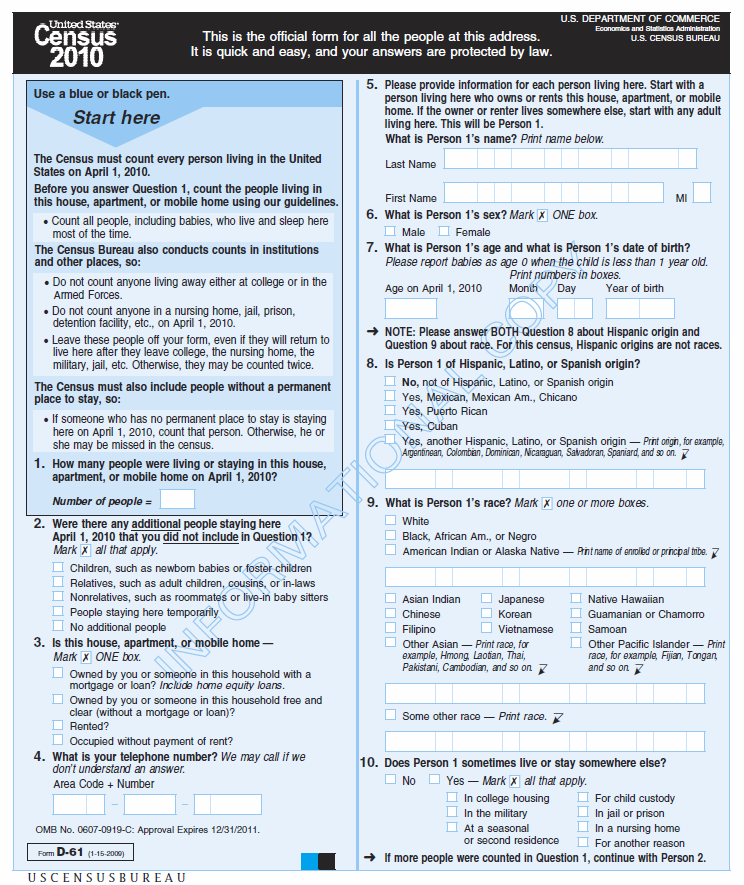 United States®
Census
2010
This is the official form for all the people at this address.
It is quick and easy, and your answers are protected by law.
U.S. DEPARTMENT OF COMMERCE
Economics and Statistics Administration
U.S. CENSUS BUREAU
Use a blue or black pen.
Start here
The Census must count every person living in the United
States on April 1, 2010.
Before you answer Question 1, count the people living in
this house, apartment, or mobile home using our guidelines.
• Count all people, including babies, who live and sleep here
most of the time.
The Census Bureau also conducts counts in institutions
and other places, so:
• Do not count anyone living away either at college or in the
Armed Forces.
• Do not count anyone in a nursing home, jail, prison,
detention facility, etc., on April 1, 2010.
• Leave these people off your form, even if they will return to
live here after they leave college, the nursing home, the
military, jail, etc. Otherwise, they may be counted twice.
The Census must also include people without a permanent
place to stay, so:
• If someone who has no permanent place to stay is staying
here on April 1, 2010, count that person. Otherwise, he or
she may be missed in the census.
1. How many people were living or staying in this house,
apartment, or mobile home on April 1, 2010?
Number of people =
2. Were there any additional people staying here
April 1, 2010 that you did not include in Question 1?
Mark X all that apply.
Children, such as newborn babies or foster children
Relatives, such as adult children, cousins, or in-laws
Nonrelatives, such as roommates or live-in baby sitters
People staying here temporarily
No additional people
3. Is this house, apartment, or mobile home —
Mark X ONE box.
Owned by you or someone in this household with a
mortgage or loan? Include home equity loans.
Owned by you or someone in this household free and
clear (without a mortgage or loan)?
Rented?
Occupied without payment of rent?
4. What is your telephone number? We may call if we
don't understand an answer.
Area Code + Number
- -
OMB No. 0607-0919-C: Approval Expires 12/31/2011.
Form D-61 (1-15-2009)
USCENSUSBUREAU
5. Please provide information for each person living here. Start with a
person living here who owns or rents this house, apartment, or mobile
home. If the owner or renter lives somewhere else, start with any adult
living here. This will be Person 1.
What is Person 1's name? Print name below.
Last Name
First Name MI
6. What is Person 1's sex? Mark X ONE box.
Male Female
7. What is Person 1's age and what is Person 1's date of birth?
Please report babies as age 0 when the child is less than 1 year old.
Print numbers in boxes.
Age on April 1, 2010 Month Day Year of birth
→ NOTE: Please answer BOTH Question 8 about Hispanic origin and
Question 9 about race. For this census, Hispanic origins are not races.
8. Is Person 1 of Hispanic, Latino, or Spanish origin?
No, not of Hispanic, Latino, or Spanish origin
Yes, Mexican, Mexican Am., Chicano
Yes, Puerto Rican
Yes, Cuban
Yes, another Hispanic, Latino, or Spanish origin — Print origin, for example,
Argentinean, Colombian, Dominican, Nicaraguan, Salvadoran, Spaniard, and so on.
9. What is Person 1's race? Mark X one or more boxes.
White
Black, African Am., or Negro
American Indian or Alaska Native — Print name of enrolled or principal tribe.
Asian Indian Japanese Native Hawaiian
Chinese Korean Guamanian or Chamorro
Filipino Vietnamese Samoan
Other Asian — Print race, for
example, Hmong, Laotian, Thai,
Pakistani, Cambodian, and so on.
Other Pacific Islander — Print
race, for example, Fijian, Tongan,
and so on.
Some other race — Print race.
10. Does Person 1 sometimes live or stay somewhere else?
No Yes — Mark X all that apply.
In college housing For child custody
In the military In jail or prison
At a seasonal In a nursing home
or second residence For another reason
→ If more people were counted in Question 1, continue with Person 2.
INFORMATIONAL COPY